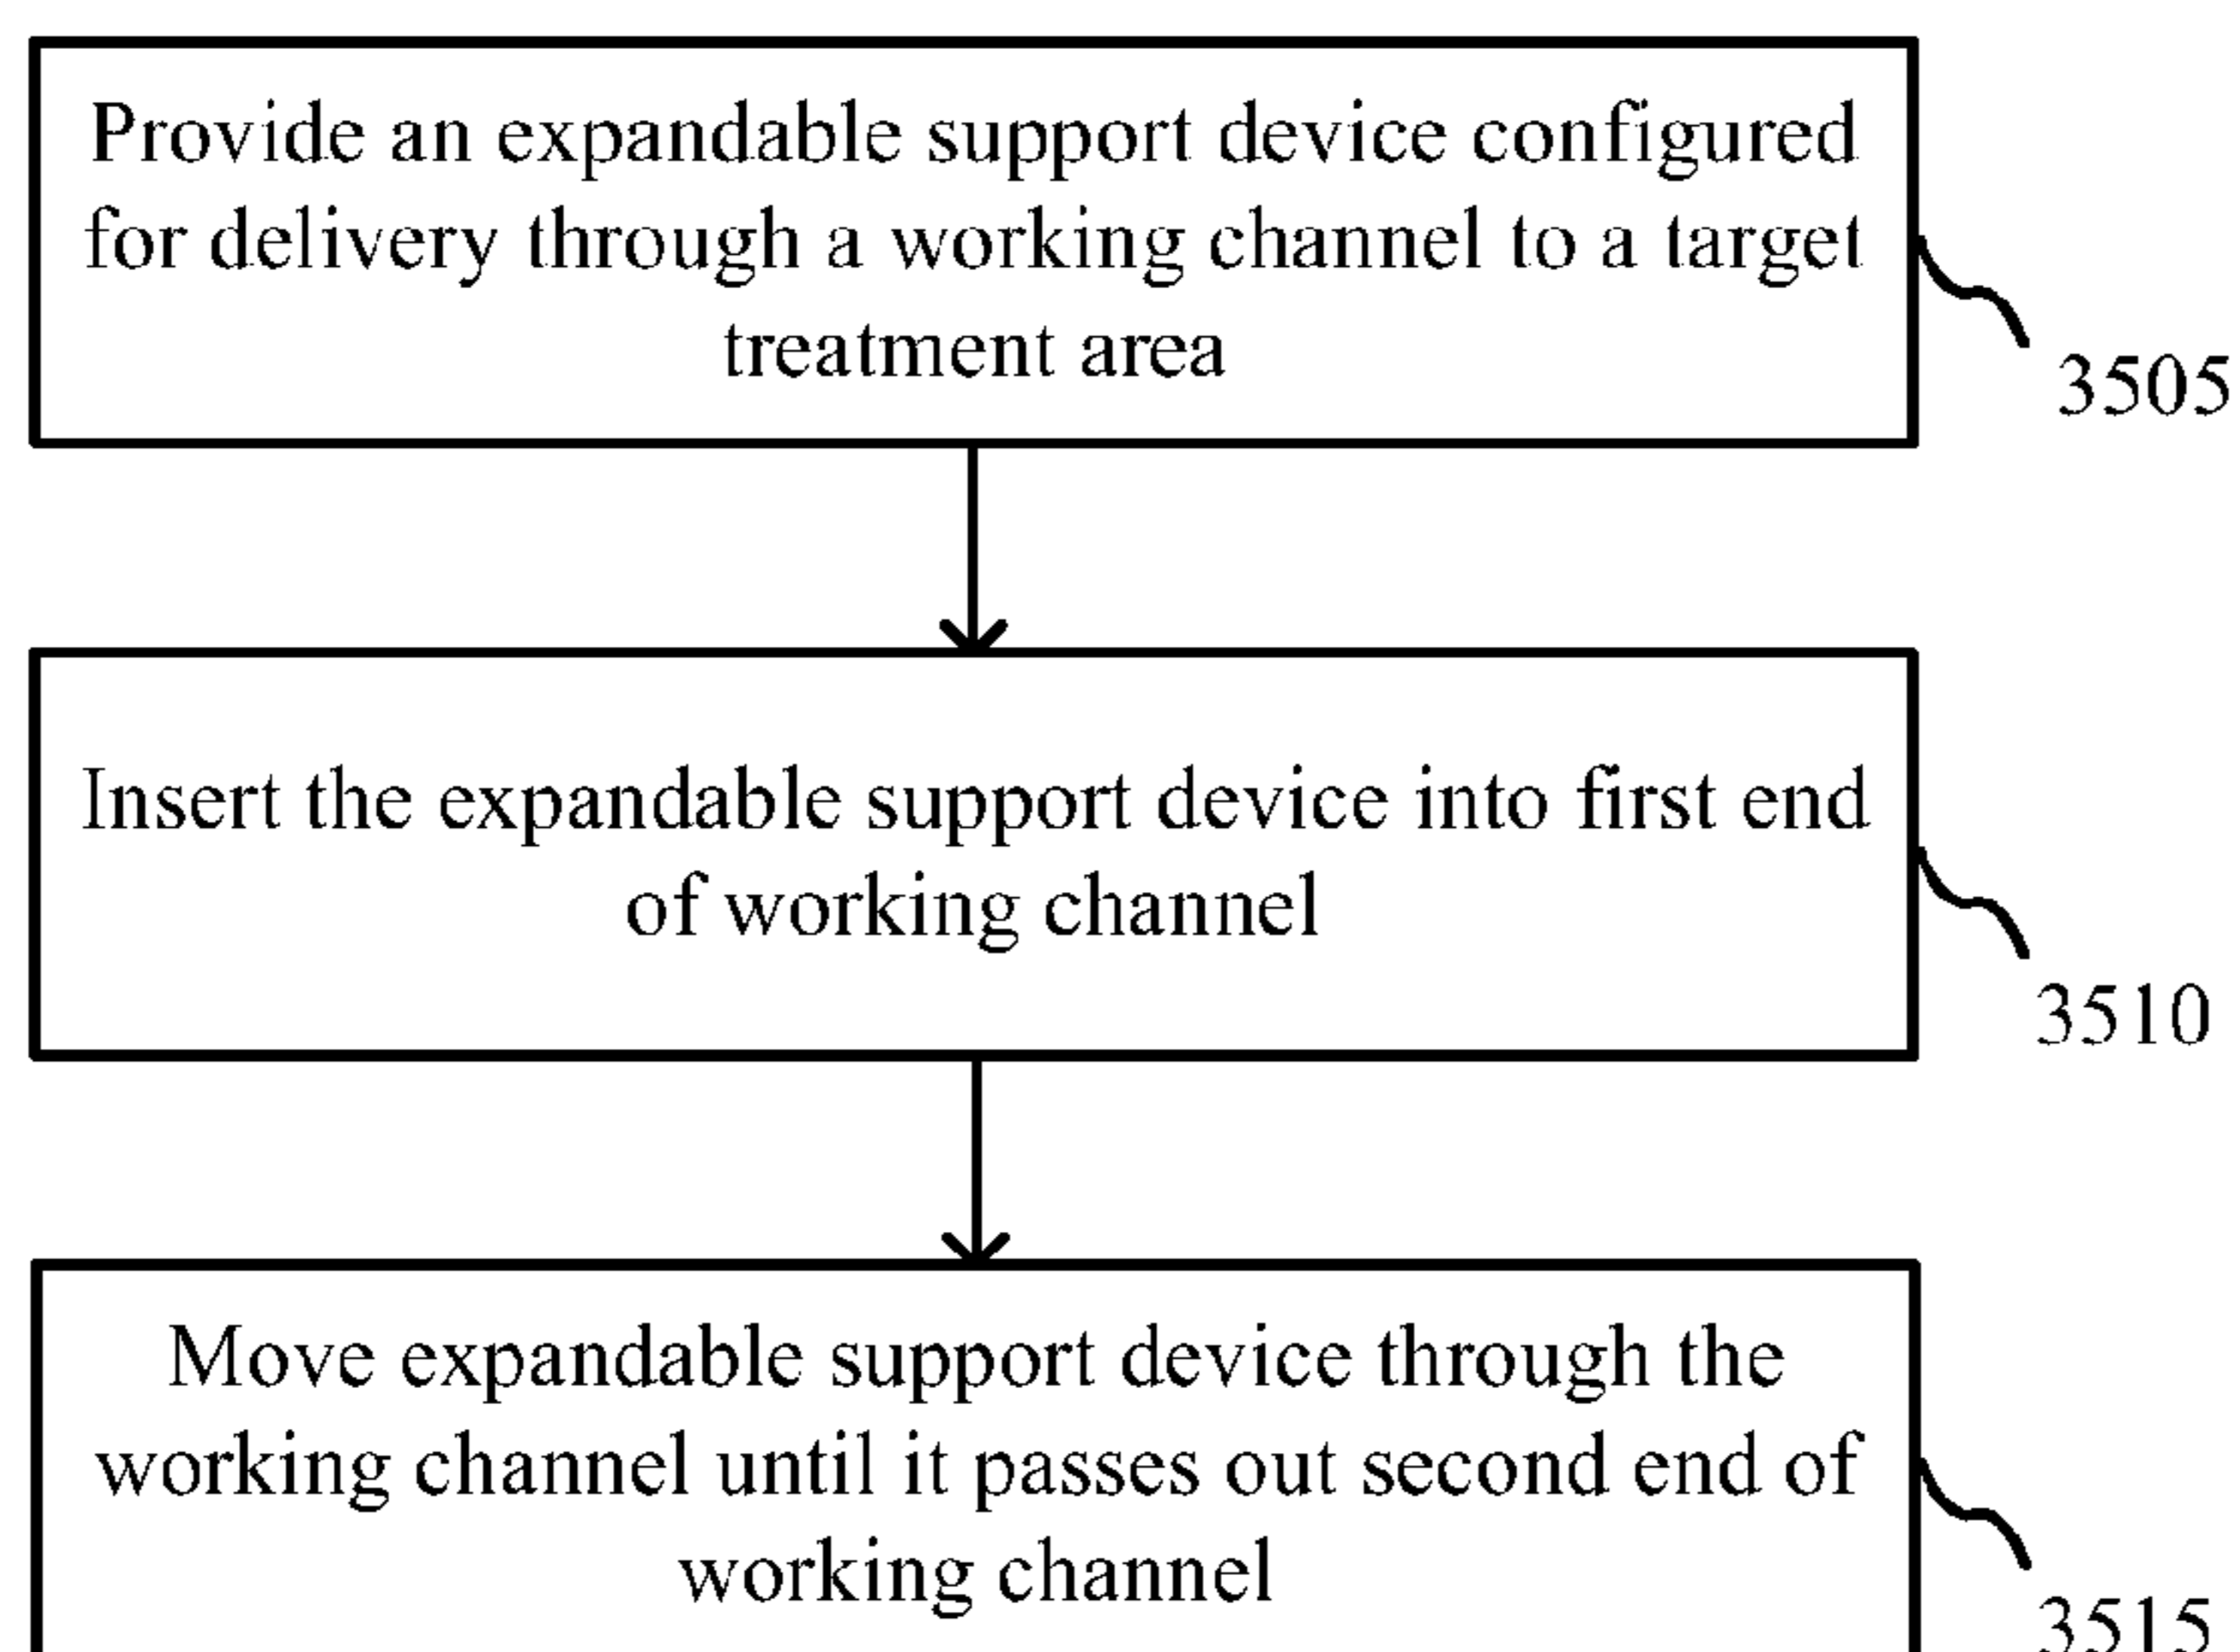 Provide an expandable support device configured
for delivery through a working channel to a target
treatment area
3505
Insert the expandable support device into first end
of working channel
3510
Move expandable support device through the
working channel until it passes out second end of
working channel
3515